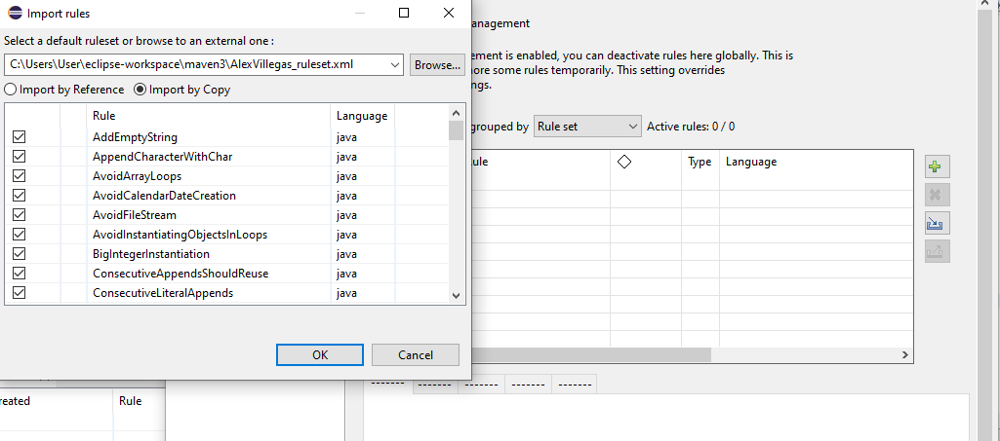 Import rules
Select a default ruleset or browse to an external one :
C:\Users\User\eclipse-workspace\maven3\AlexVillegas_ruleset.xml
Browse...
Import by Reference
Import by Copy
Rule Language
AddEmptyString java
AppendCharacterWithChar java
AvoidArrayLoops java
AvoidCalendarDateCreation java
AvoidFileStream java
AvoidInstantiatingObjectsInLoops java
BigIntegerInstantiation java
ConsecutiveAppendsShouldReuse java
ConsecutiveLiteralAppends java
OK Cancel
anagement
ement is enabled, you can deactivate rules here globally. This is
ore some rules temporarily. This setting overrides
ngs.
grouped by Rule set Active rules: 0 / 0
ule Type Language
------- ------- ------- ------- -------
reated Rule